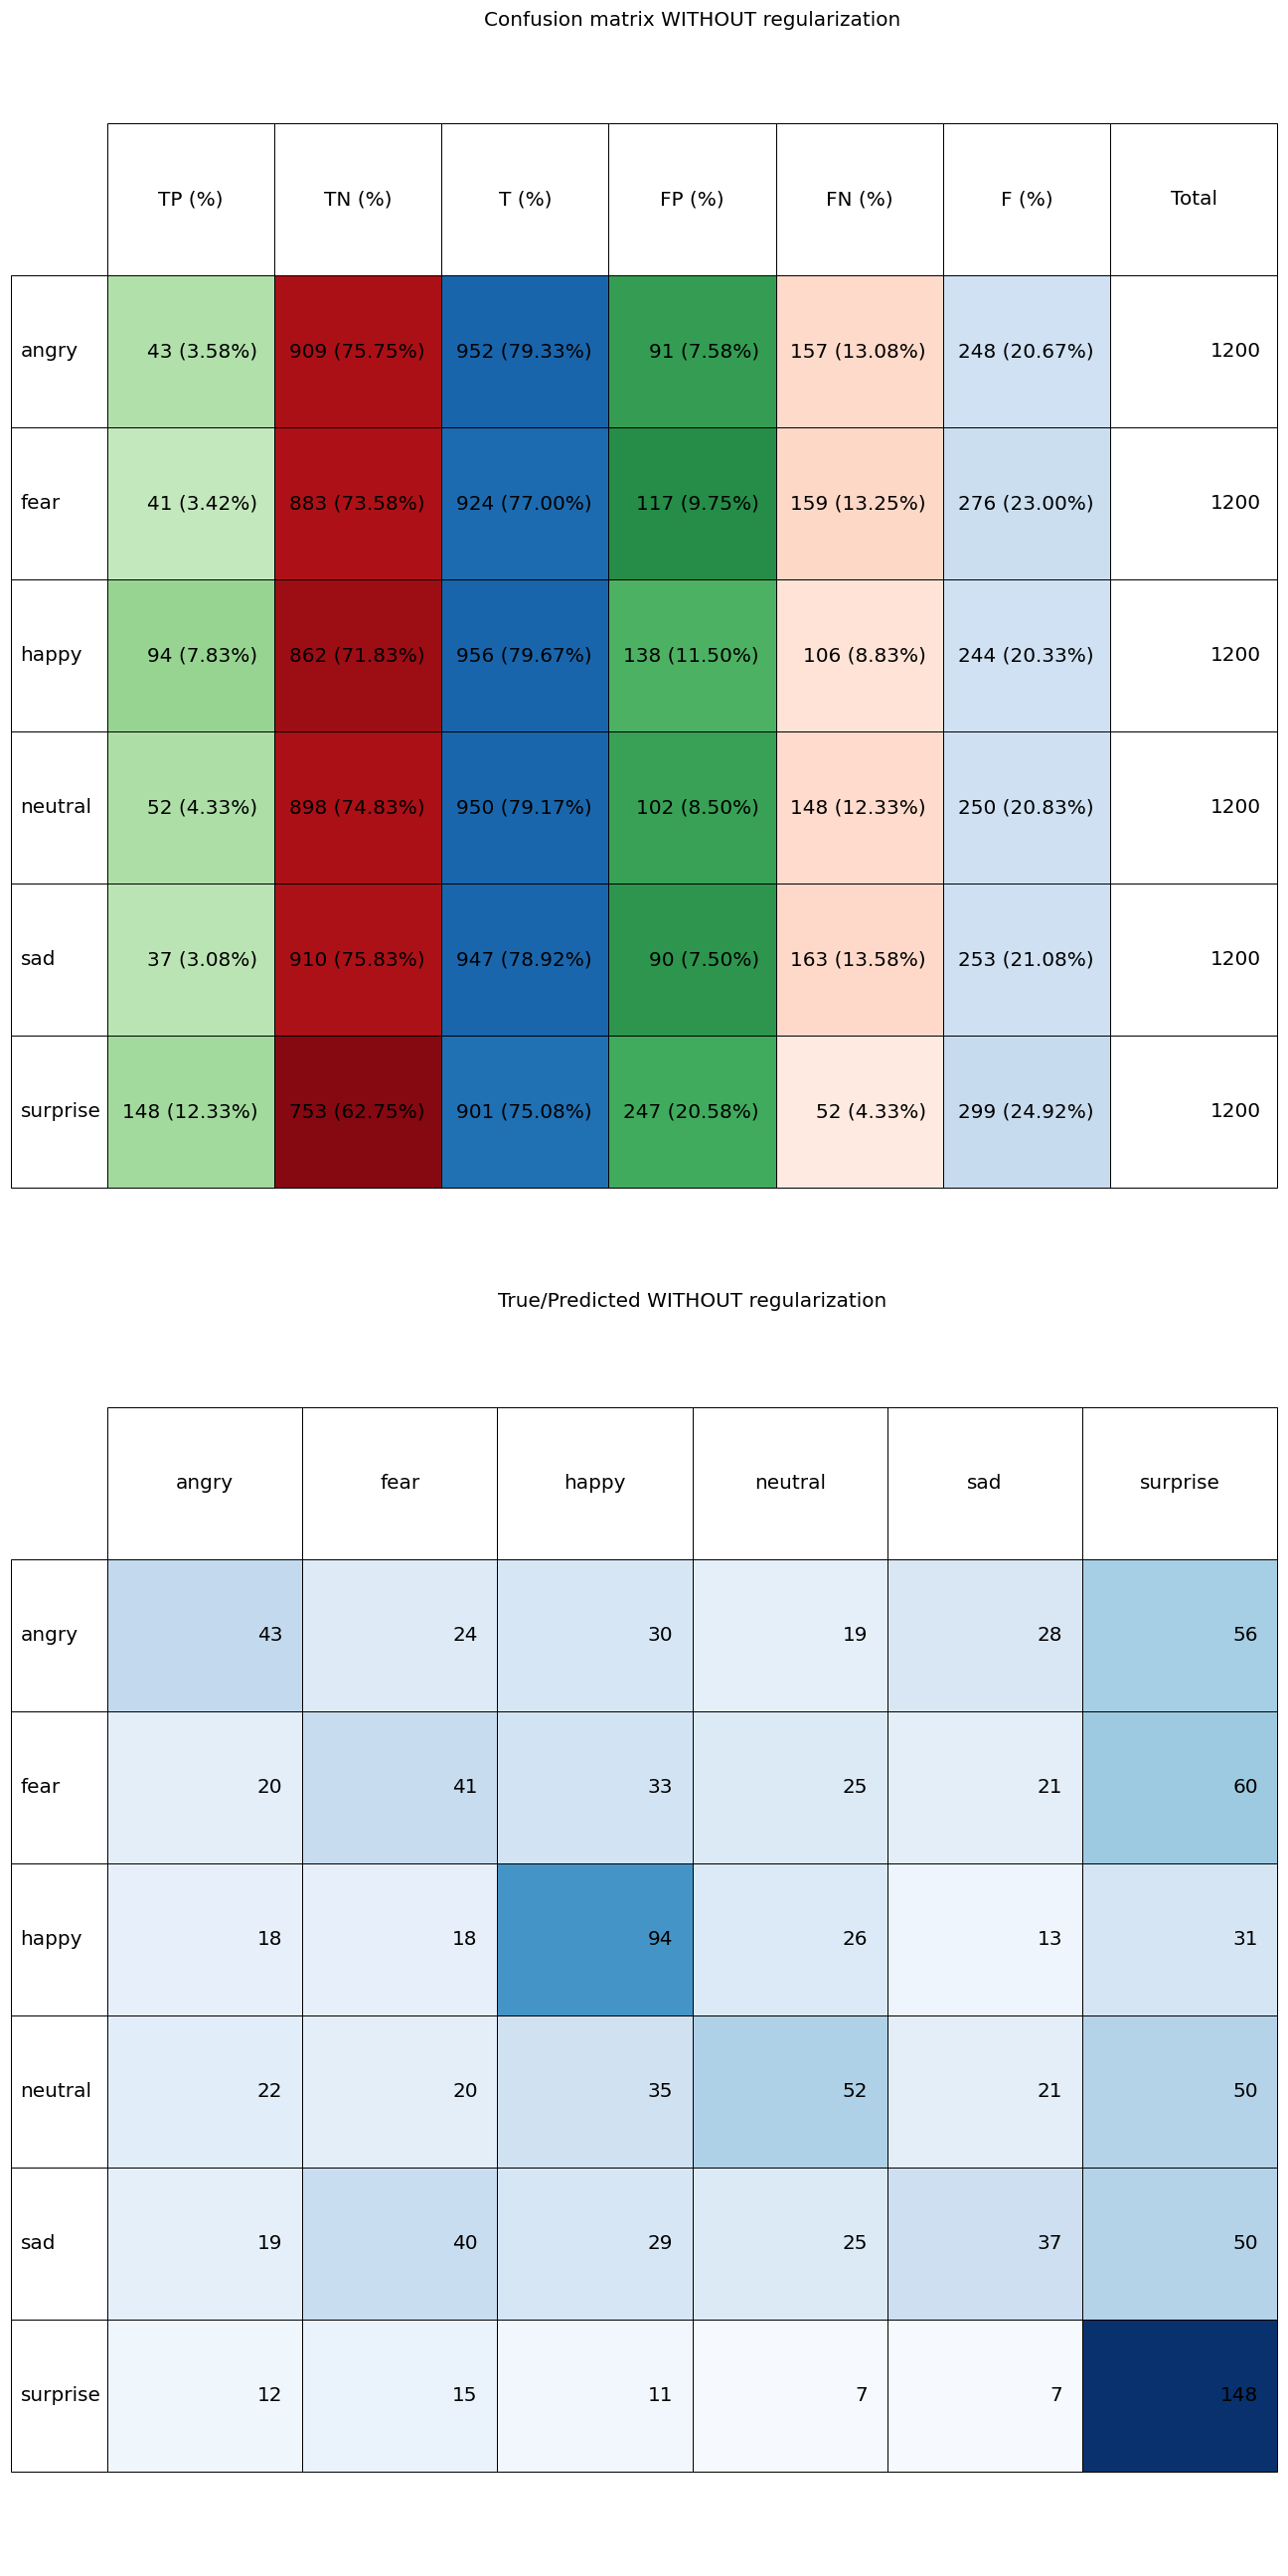 Confusion matrix WITHOUT regularization
TP (%) TN (%) T (%) FP (%) FN (%) F (%) Total
angry 43 (3.58%) 909 (75.75%) 952 (79.33%) 91 (7.58%) 157 (13.08%) 248 (20.67%) 1200
fear 41 (3.42%) 883 (73.58%) 924 (77.00%) 117 (9.75%) 159 (13.25%) 276 (23.00%) 1200
happy 94 (7.83%) 862 (71.83%) 956 (79.67%) 138 (11.50%) 106 (8.83%) 244 (20.33%) 1200
neutral 52 (4.33%) 898 (74.83%) 950 (79.17%) 102 (8.50%) 148 (12.33%) 250 (20.83%) 1200
sad 37 (3.08%) 910 (75.83%) 947 (78.92%) 90 (7.50%) 163 (13.58%) 253 (21.08%) 1200
surprise 148 (12.33%) 753 (62.75%) 901 (75.08%) 247 (20.58%) 52 (4.33%) 299 (24.92%) 1200
True/Predicted WITHOUT regularization
angry fear happy neutral sad surprise
angry 43 24 30 19 28 56
fear 20 41 33 25 21 60
happy 18 18 94 26 13 31
neutral 22 20 35 52 21 50
sad 19 40 29 25 37 50
surprise 12 15 11 7 7 148